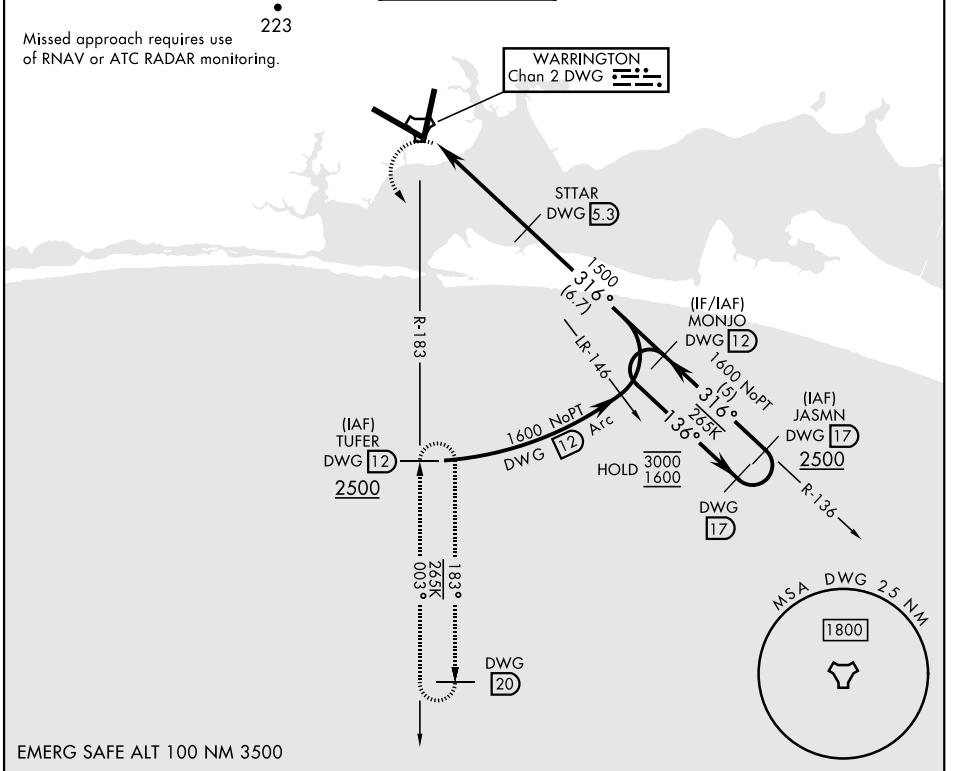 223
Missed approach requires use
of RNAV or ATC RADAR monitoring.
WARRINGTON
Chan 2 DWG
STTAR
DWG 5.3
1500
316°
(6.7)
(IF/IAF)
MONJO
DWG 12
R-183
LR-146
1600 NoPT
(5)
316°
265K
136°
(IAF)
JASMN
DWG 17
2500
(IAF)
TUFER
DWG 12
2500
1600 NoPT
DWG 12 Arc
HOLD 3000
1600
DWG
17
R-136
183°
265K
003°
MSA DWG 25 NM
1800
DWG
20
EMERG SAFE ALT 100 NM 3500